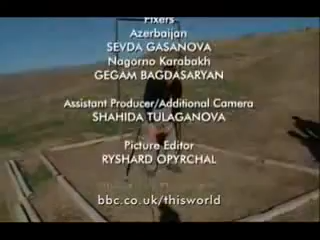 Fixers
Azerbaijan
SEVDA GASANOVA
Nagorno Karabakh
GEGAM BAGDASARYAN
Assistant Producer/Additional Camera
SHAHIDA TULAGANOVA
Picture Editor
RYSHARD OPYRCHAL
bbc.co.uk/thisworld